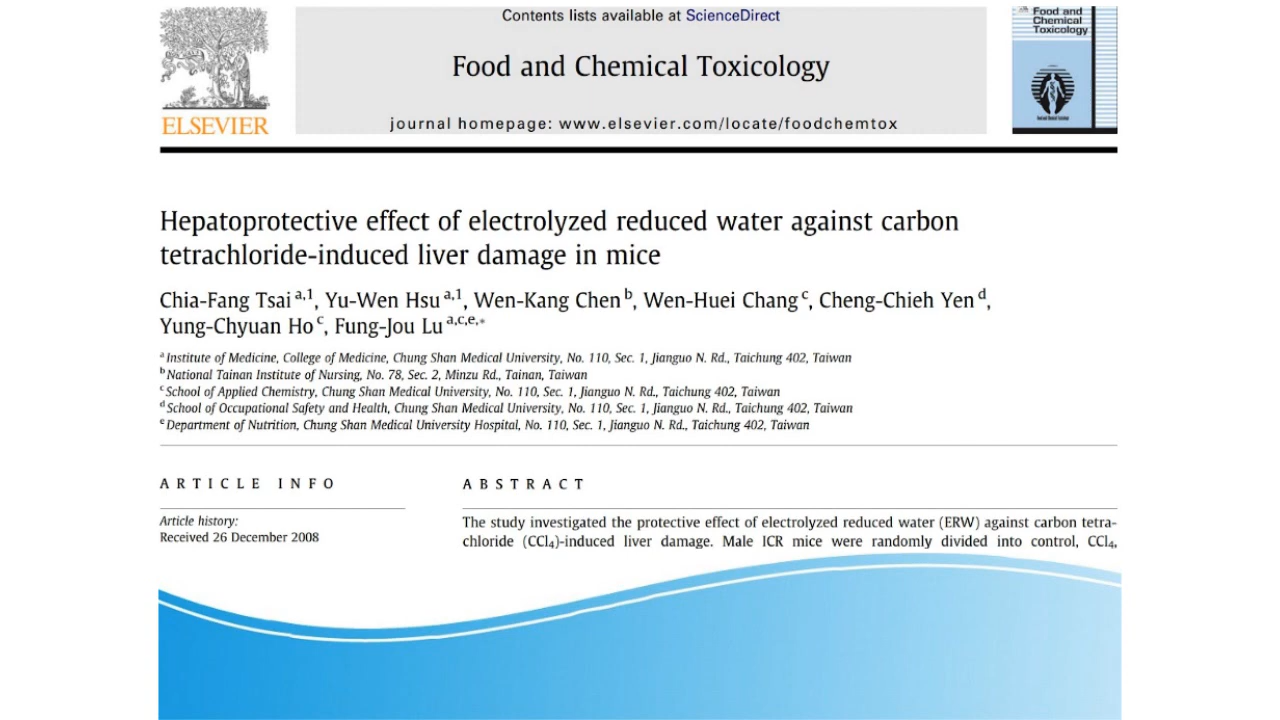 Contents lists available at ScienceDirect
Food and Chemical Toxicology
journal homepage: www.elsevier.com/locate/foodchemtox
ELSEVIER
Food and
Chemical
Toxicology
Hepatoprotective effect of electrolyzed reduced water against carbon
tetrachloride-induced liver damage in mice
Chia-Fang Tsai a,1, Yu-Wen Hsu a,1, Wen-Kang Chen b, Wen-Huei Chang c, Cheng-Chieh Yen d,
Yung-Chyuan Ho c, Fung-Jou Lu a,c,e,*
a Institute of Medicine, College of Medicine, Chung Shan Medical University, No. 110, Sec. 1, Jianguo N. Rd., Taichung 402, Taiwan
b National Tainan Institute of Nursing, No. 78, Sec. 2, Minzu Rd., Tainan, Taiwan
c School of Applied Chemistry, Chung Shan Medical University, No. 110, Sec. 1, Jianguo N. Rd., Taichung 402, Taiwan
d School of Occupational Safety and Health, Chung Shan Medical University, No. 110, Sec. 1, Jianguo N. Rd., Taichung 402, Taiwan
e Department of Nutrition, Chung Shan Medical University Hospital, No. 110, Sec. 1, Jianguo N. Rd., Taichung 402, Taiwan
ARTICLE INFO
Article history:
Received 26 December 2008
ABSTRACT
The study investigated the protective effect of electrolyzed reduced water (ERW) against carbon tetra-
chloride (CCl4)-induced liver damage. Male ICR mice were randomly divided into control, CCl4,